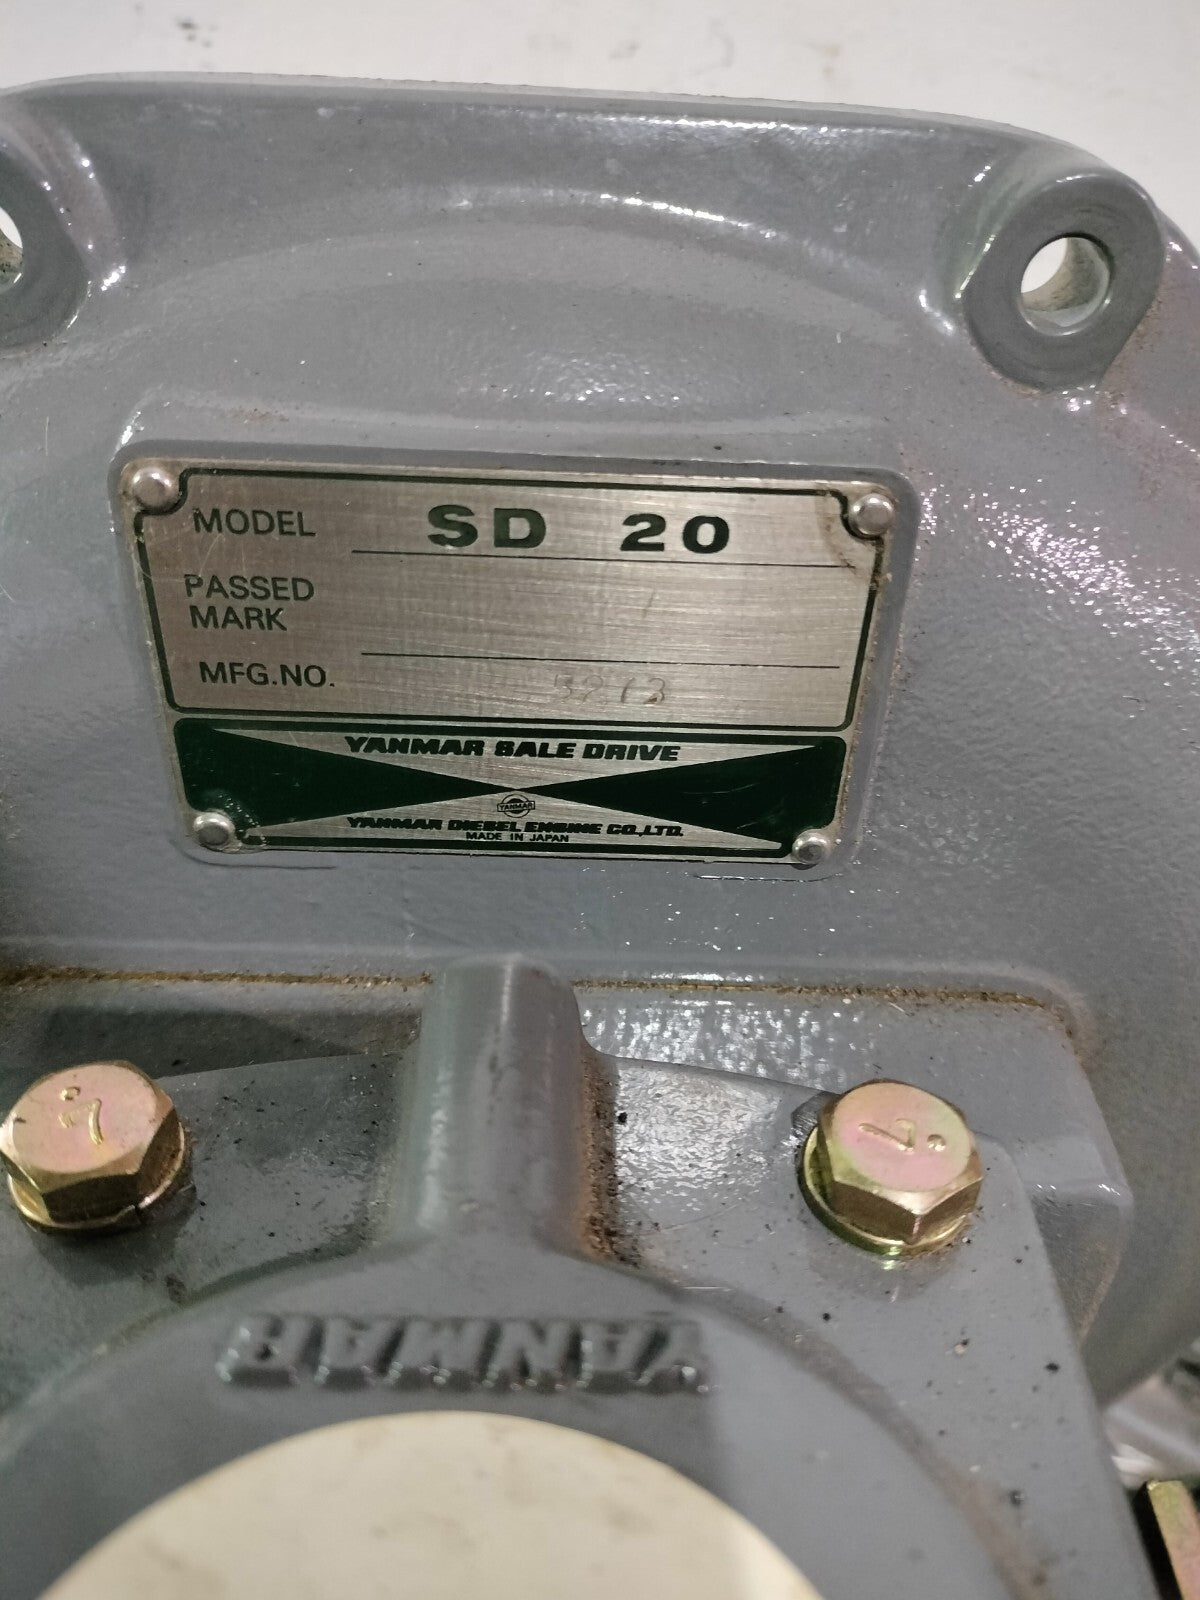 MODEL SD 20
PASSED
MARK
MFG.NO. 3213
YANMAR SALE DRIVE
YANMAR
YANMAR DIESEL ENGINE CO.,LTD.
MADE IN JAPAN
7
7
YANMAR